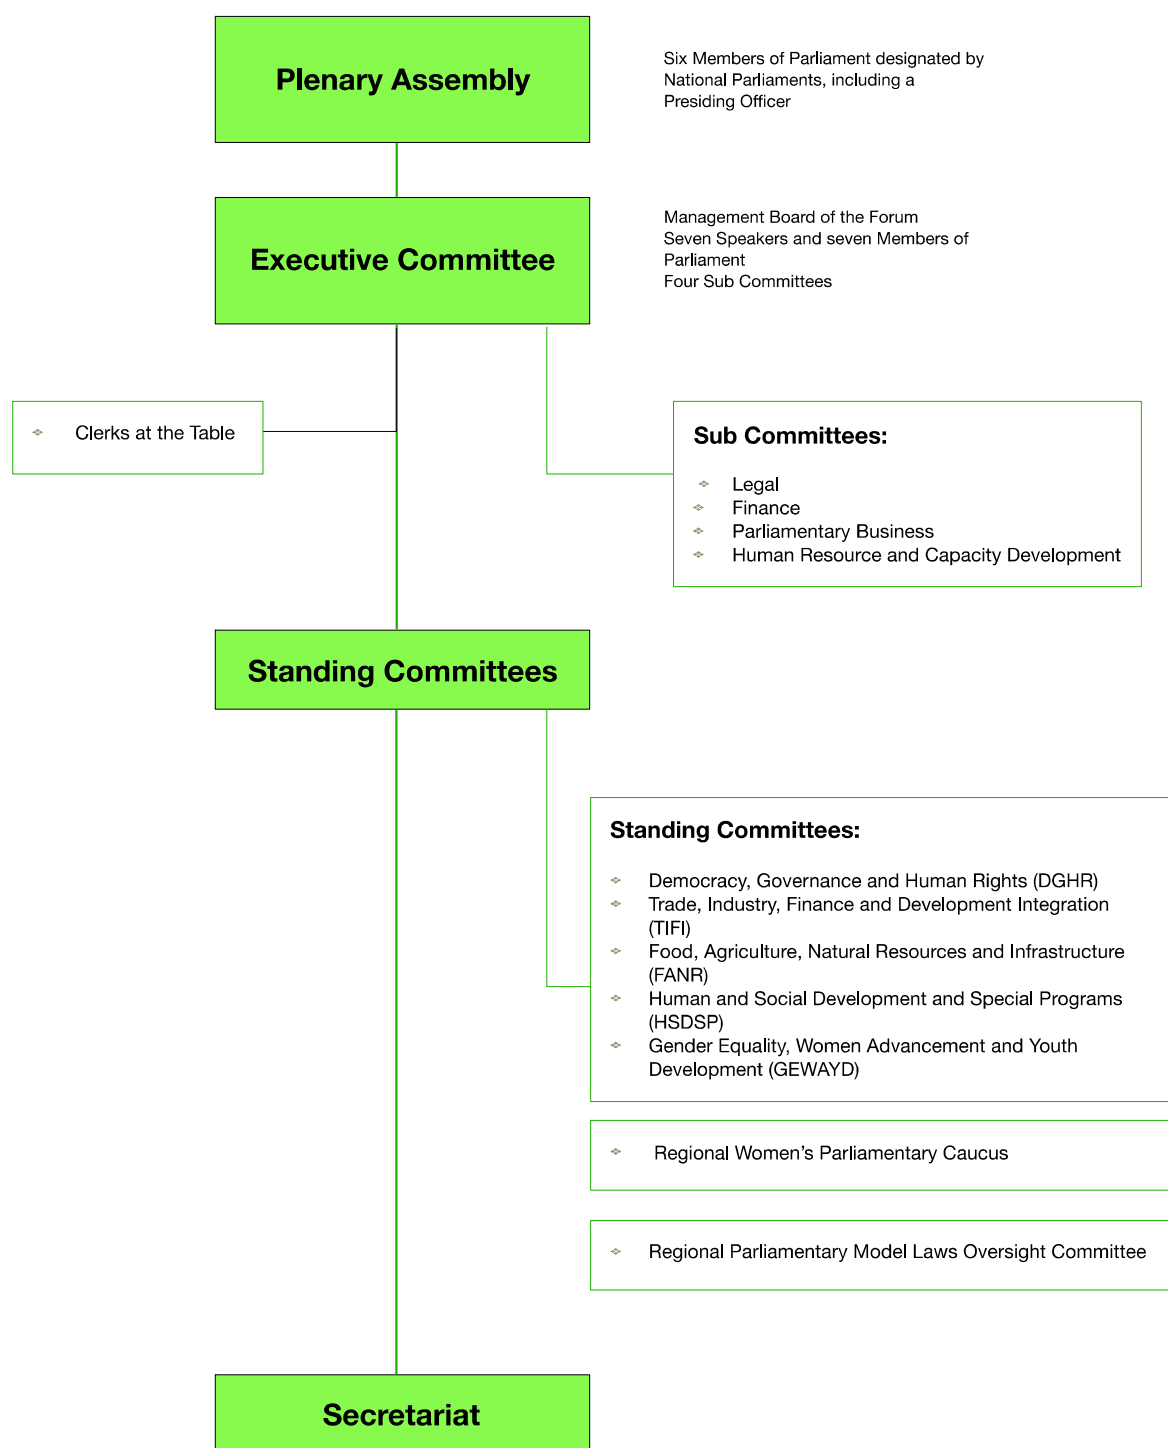 Plenary Assembly
Six Members of Parliament designated by
National Parliaments, including a
Presiding Officer
Executive Committee
Management Board of the Forum
Seven Speakers and seven Members of
Parliament
Four Sub Committees
Clerks at the Table
Sub Committees:
Legal
Finance
Parliamentary Business
Human Resource and Capacity Development
Standing Committees
Standing Committees:
Democracy, Governance and Human Rights (DGHR)
Trade, Industry, Finance and Development Integration
(TIFI)
Food, Agriculture, Natural Resources and Infrastructure
(FANR)
Human and Social Development and Special Programs
(HSDSP)
Gender Equality, Women Advancement and Youth
Development (GEWAYD)
Regional Women's Parliamentary Caucus
Regional Parliamentary Model Laws Oversight Committee
Secretariat